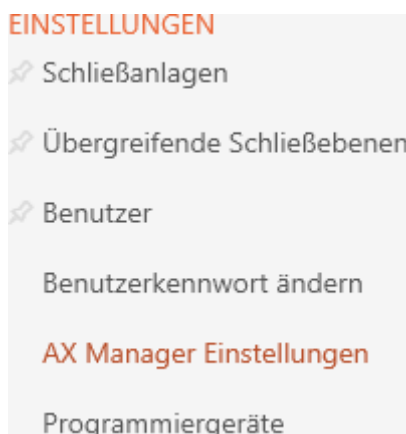 EINSTELLUNGEN
Schließanlagen
Übergreifende Schließebenen
Benutzer
Benutzerkennwort ändern
AX Manager Einstellungen
Programmiergeräte